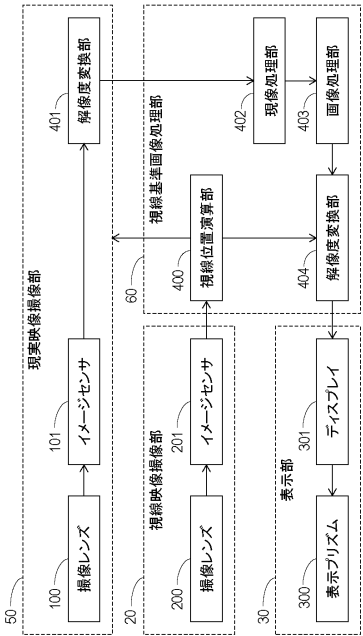 50
現実映像撮像部
100
撮像レンズ
101
イメージセンサ
401
解像度変換部
20
視線映像撮像部
200
撮像レンズ
201
イメージセンサ
60
視線基準画像処理部
400
視線位置演算部
402
現像処理部
403
画像処理部
404
解像度変換部
30
表示部
300
表示プリズム
301
ディスプレイ